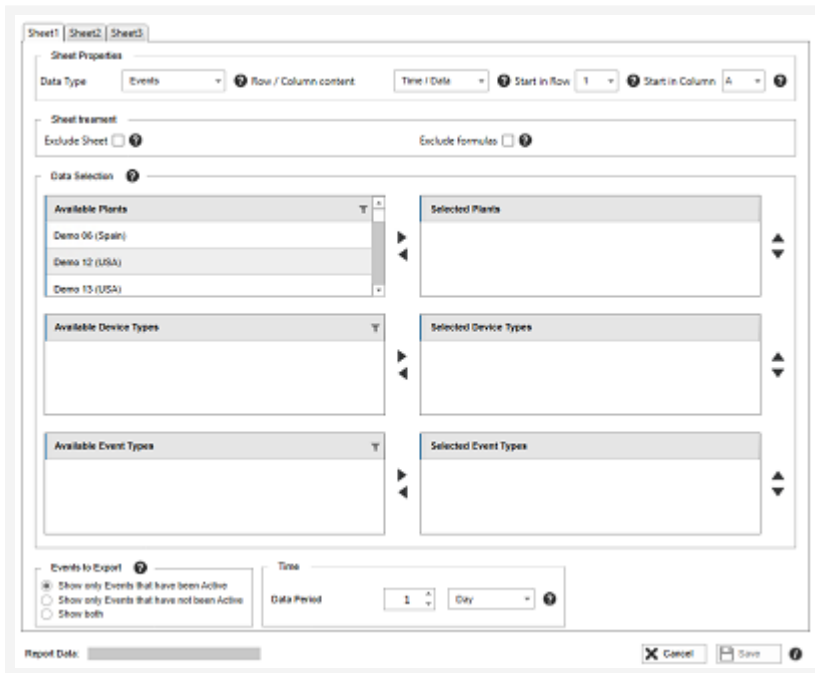 Sheet1 Sheet2 Sheet3
Sheet Properties
Data Type Events ? Row / Column content Time / Data ? Start in Row 1 ? Start in Column A ?
Sheet treament
Exclude Sheet ? Exclude formulas ?
Data Selection ?
Available Plants Selected Plants
Demo 06 (Spain)
Demo 12 (USA)
Demo 13 (USA)
Available Device Types Selected Device Types
Available Event Types Selected Event Types
Events to Export ? Time
Show only Events that have been Active
Show only Events that have not been Active
Show both
Data Period 1 Day ?
Report Data: Cancel Save i